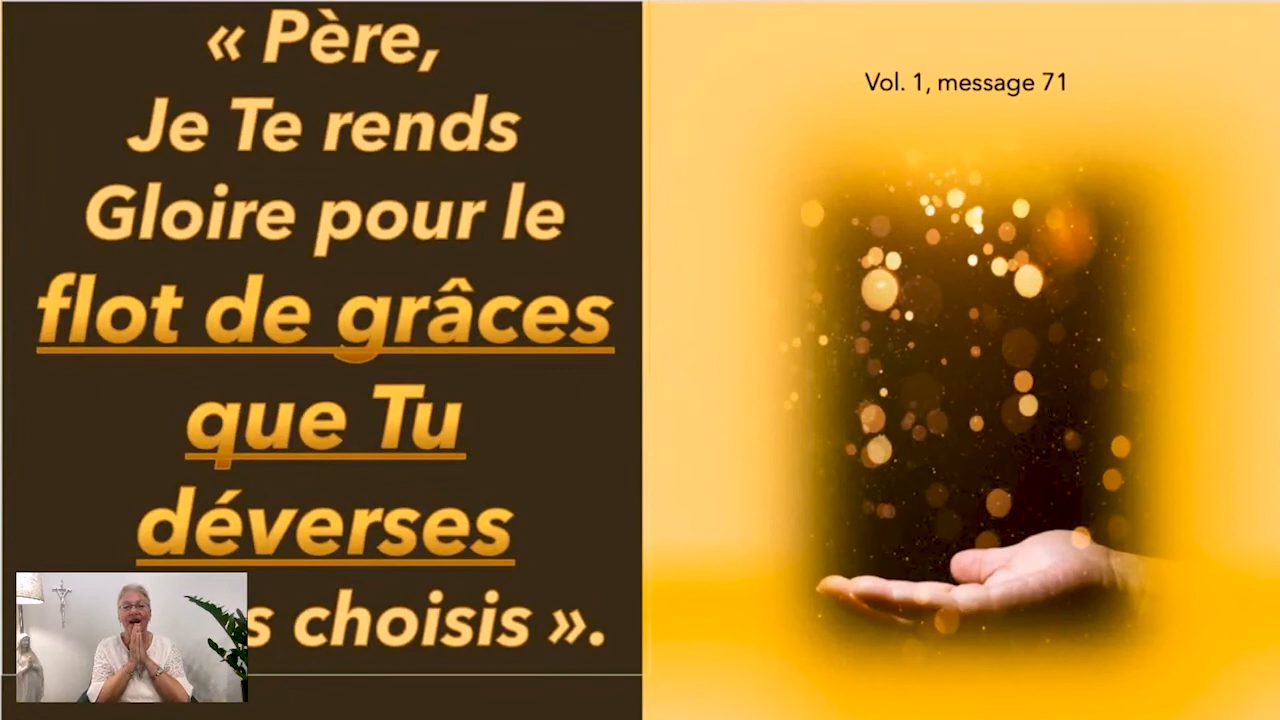 « Père,
Je Te rends
Gloire pour le
flot de grâces
que Tu
déverses
s choisis ».
Vol. 1, message 71